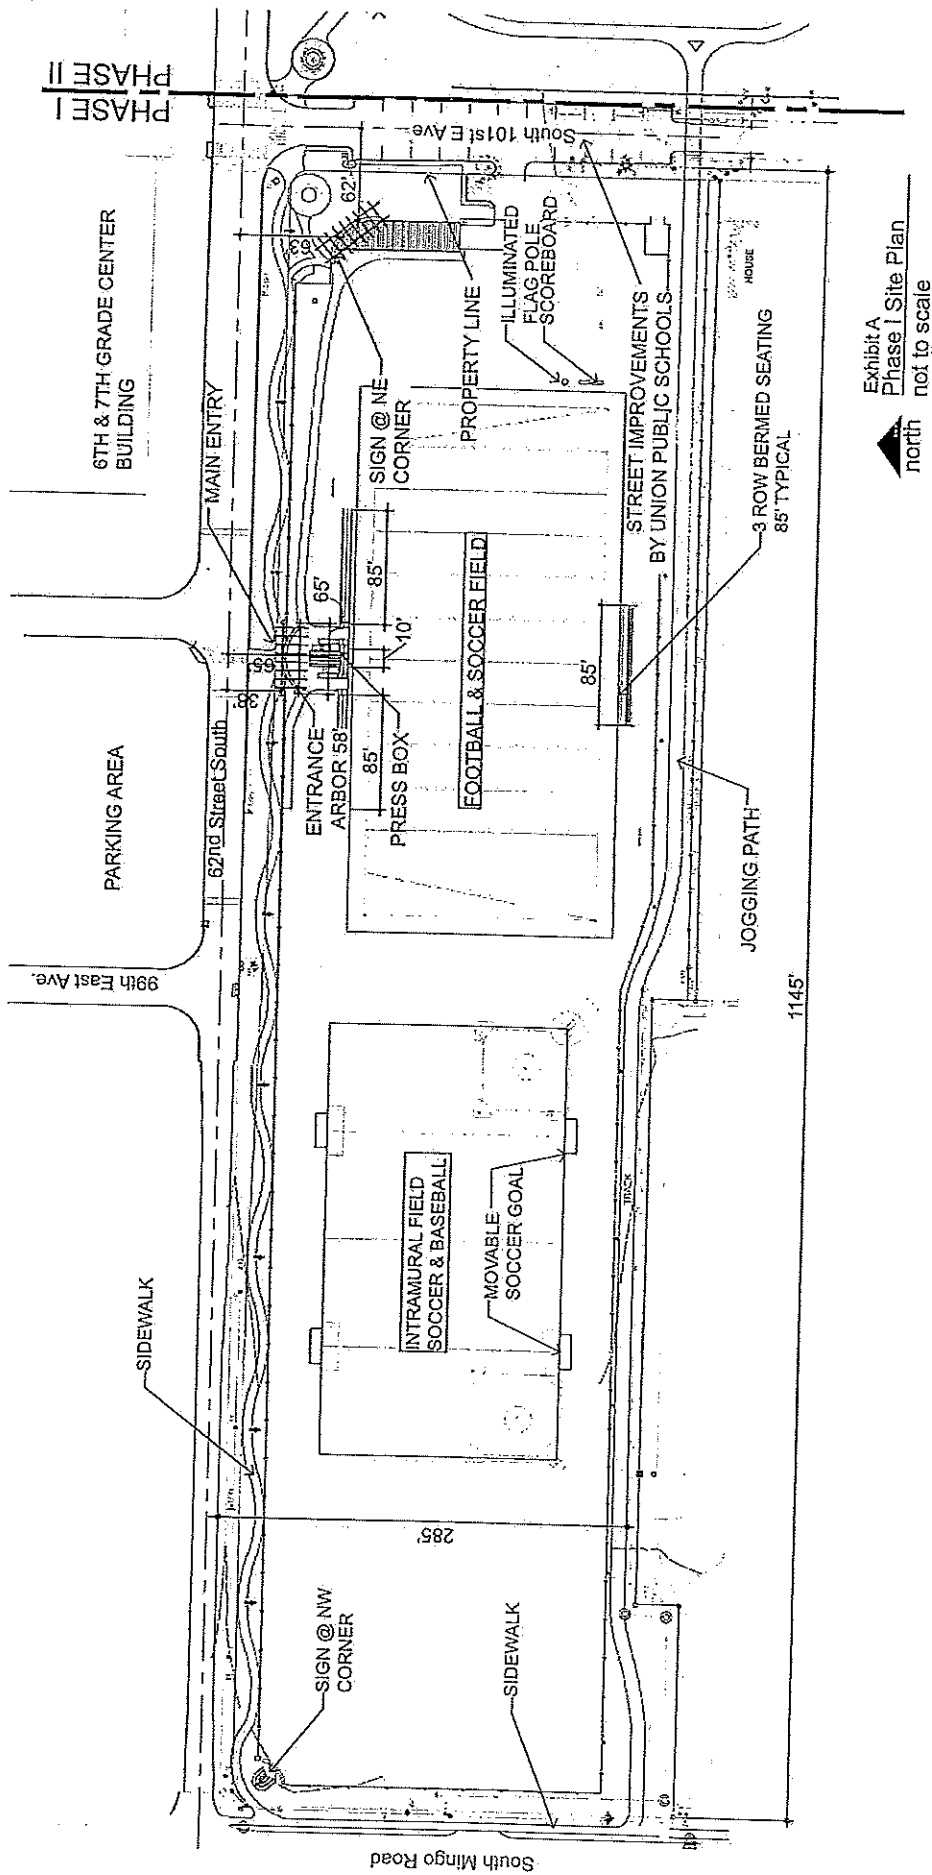 PHASE II
PHASE I
6TH & 7TH GRADE CENTER
BUILDING
MAIN ENTRY
PARKING AREA
62nd Street South
99th East Ave.
South 101st E Ave
SIDEWALK
62'
63'
SIGN @ NE
CORNER
PROPERTY LINE
ILLUMINATED
FLAG POLE
SCOREBOARD
STREET IMPROVEMENTS
BY UNION PUBLIC SCHOOLS
HOUSE
3 ROW BERMED SEATING
85' TYPICAL
65'
65'
38'
85'
10'
85'
85'
ENTRANCE
ARBOR 58'
PRESS BOX
FOOTBALL & SOCCER FIELD
JOGGING PATH
INTRAMURAL FIELD
SOCCER & BASEBALL
MOVABLE
SOCCER GOAL
TRACK
285'
1145'
SIGN @ NW
CORNER
SIDEWALK
South Mingo Road
Exhibit A
Phase I Site Plan
not to scale
north